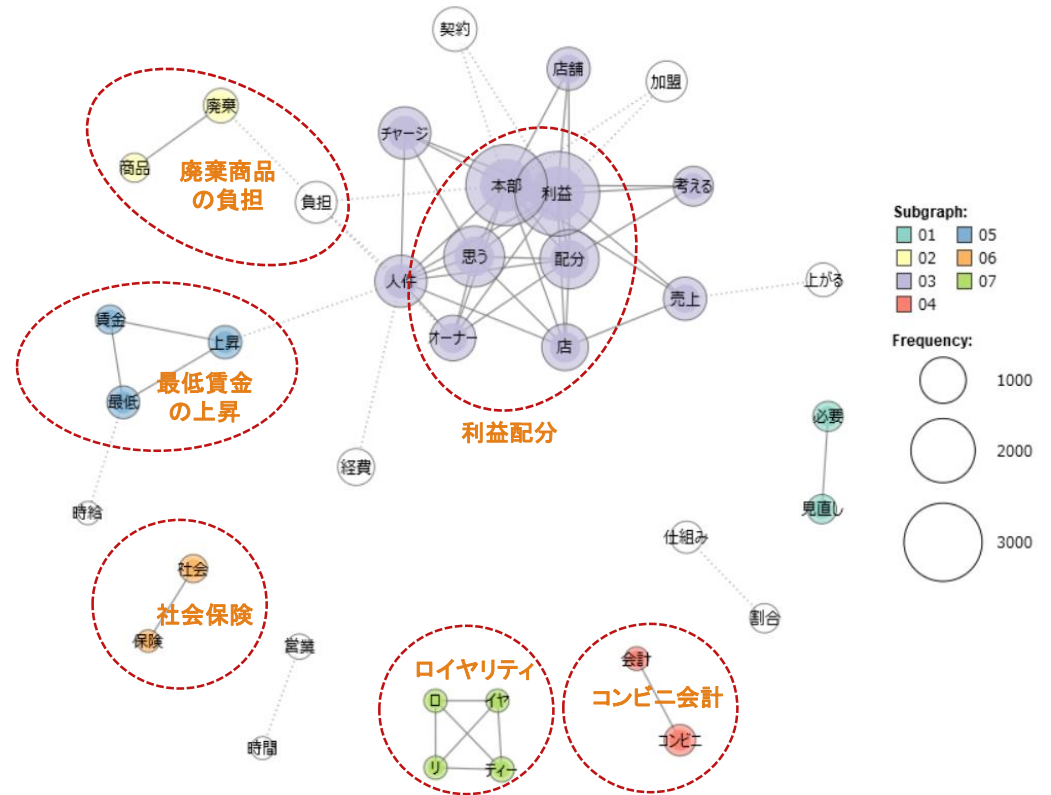 契約
店舗
加盟
廃棄
チャージ
商品
本部
利益
考える
廃棄商品
の負担
負担
思う
配分
人件
上がる
売上
賃金
上昇
オーナー
店
最低賃金
の上昇
最低
利益配分
経費
時給
必要
見直し
仕組み
割合
社会
社会保険
保険
営業
時間
ロイヤリティ
ロ
イヤ
リ
ティー
会計
コンビニ会計
コンビニ
Subgraph:
01
05
02
06
03
07
04
Frequency:
1000
2000
3000